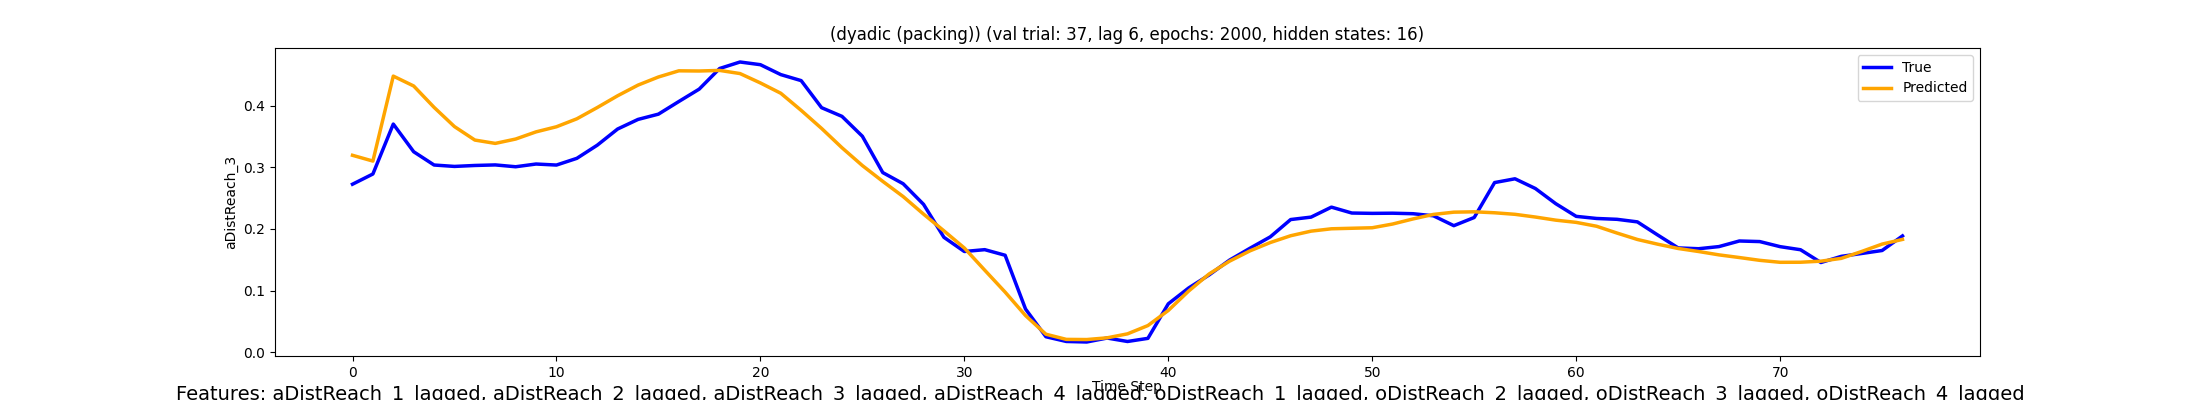 (dyadic (packing)) (val trial: 37, lag 6, epochs: 2000, hidden states: 16)
True
Predicted
aDistReach_3
0.4
0.3
0.2
0.1
0.0
0 10 20 30 40 50 60 70
Time Step
Features: aDistReach_1_lagged, aDistReach_2_lagged, aDistReach_3_lagged, aDistReach_4_lagged, oDistReach_1_lagged, oDistReach_2_lagged, oDistReach_3_lagged, oDistReach_4_lagged